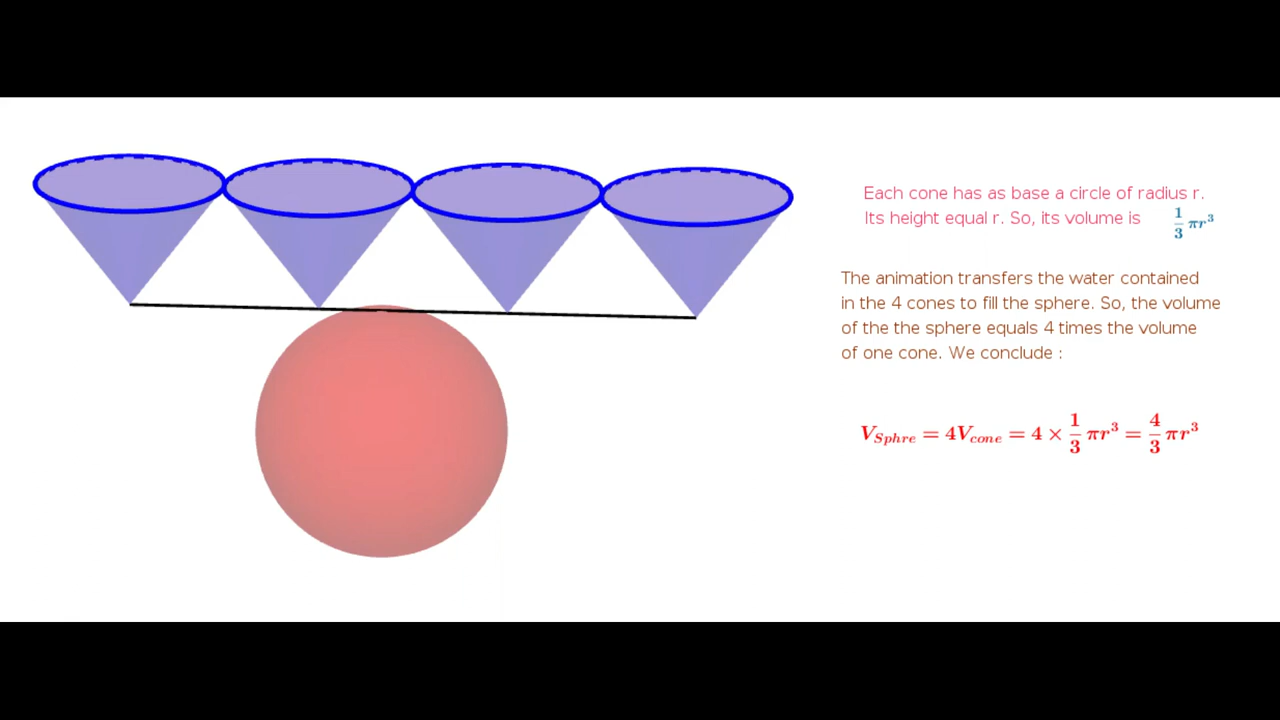 Each cone has as base a circle of radius r.
Its height equal r. So, its volume is 1/3 πr³
The animation transfers the water contained
in the 4 cones to fill the sphere. So, the volume
of the the sphere equals 4 times the volume
of one cone. We conclude :
V_Sphre = 4V_cone = 4 × 1/3 πr³ = 4/3 πr³